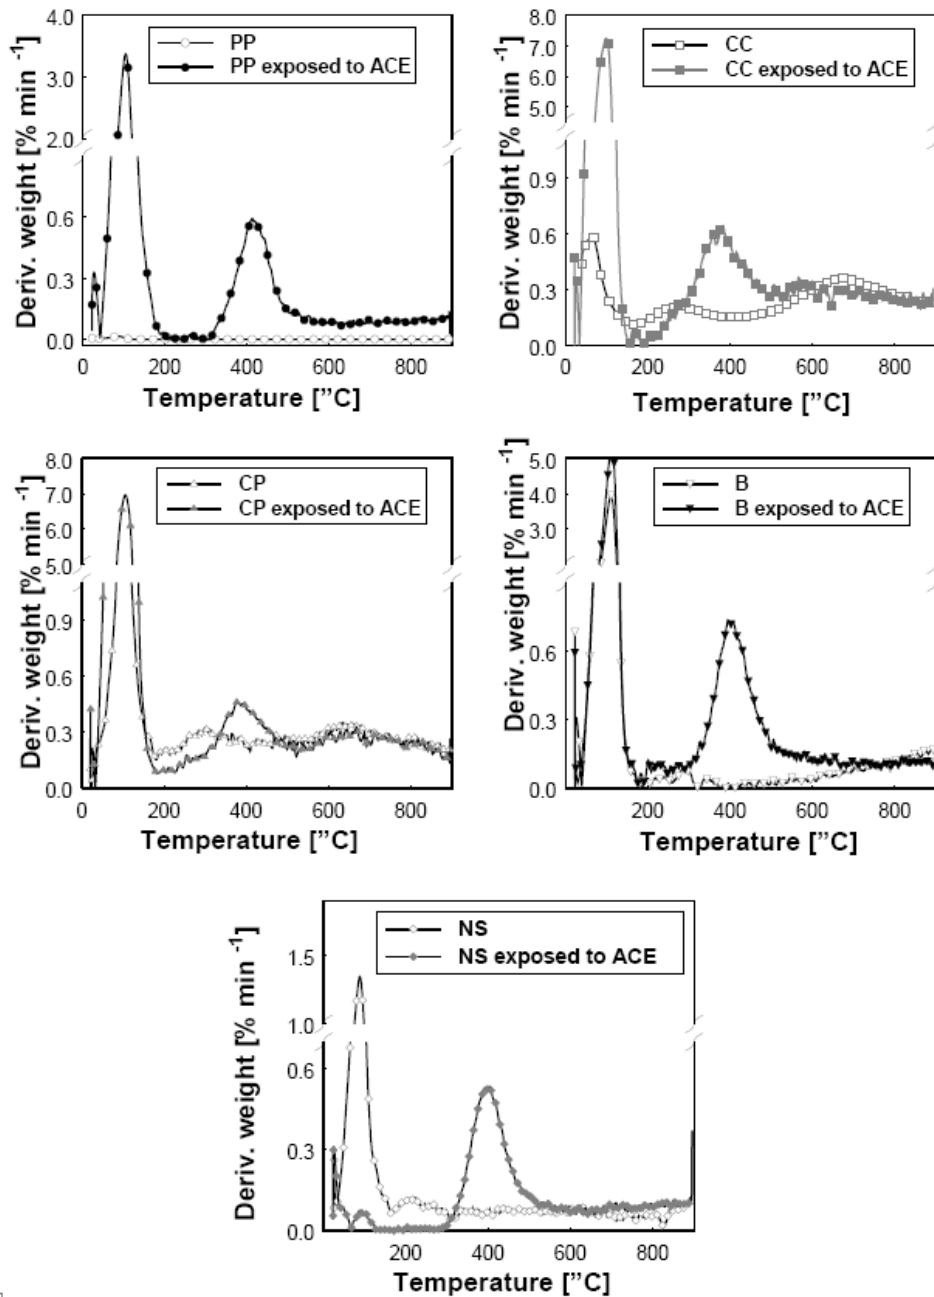 4.0
3.0
2.0
0.6
0.3
0.0
0 200 400 600 800
Temperature [”C]
Deriv. weight [% min -1]
PP
PP exposed to ACE
8.0
7.0
6.0
5.0
0.9
0.6
0.3
0.0
0 200 400 600 800
Temperature [”C]
Deriv. weight [% min -1]
CC
CC exposed to ACE
8.0
7.0
6.0
5.0
0.9
0.6
0.3
0.0
0 200 400 600 800
Temperature [”C]
Deriv. weight [% min -1]
CP
CP exposed to ACE
5.0
4.0
3.0
0.6
0.3
0.0
0 200 400 600 800
Temperature [”C]
Deriv. weight [% min -1]
B
B exposed to ACE
1.5
1.0
0.6
0.3
0.0
200 400 600 800
Temperature [”C]
Deriv. weight [% min -1]
NS
NS exposed to ACE